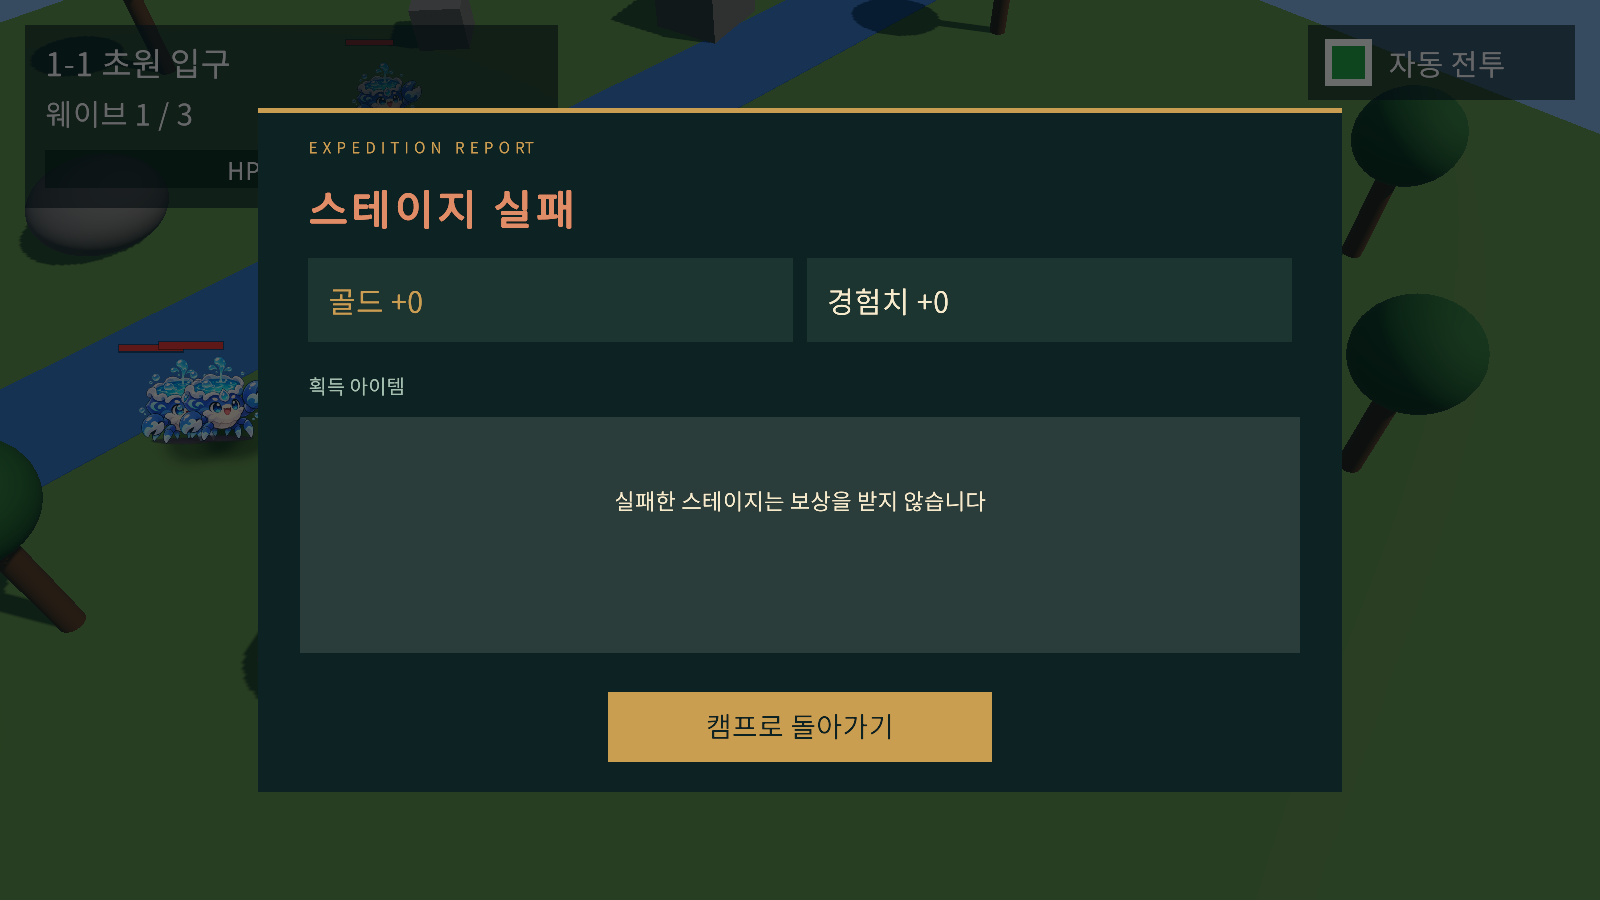 1-1 초원 입구
웨이브 1 / 3
HP
자동 전투
EXPEDITION REPORT
스테이지 실패
골드 +0
경험치 +0
획득 아이템
실패한 스테이지는 보상을 받지 않습니다
캠프로 돌아가기